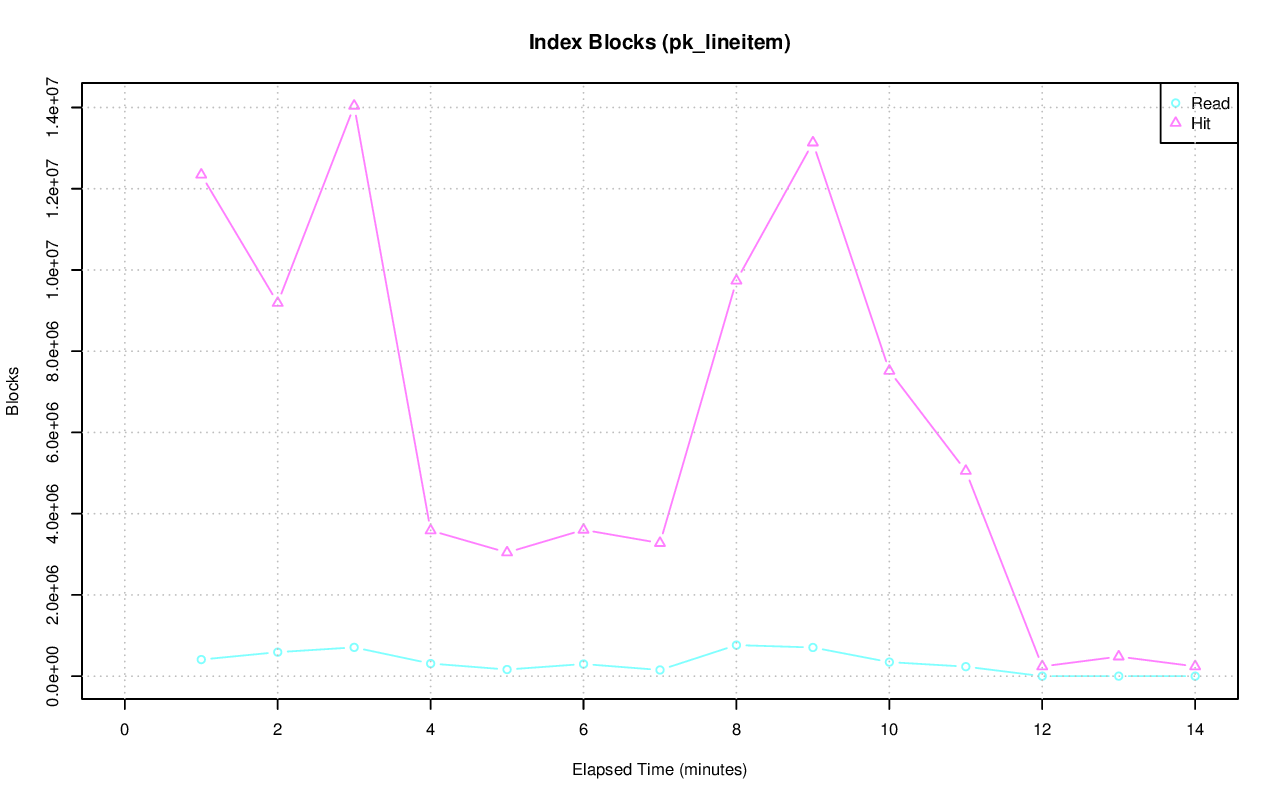 Index Blocks (pk_lineitem)
Read
Hit
Blocks
1.4e+07
1.2e+07
1.0e+07
8.0e+06
6.0e+06
4.0e+06
2.0e+06
0.0e+00
0 2 4 6 8 10 12 14
Elapsed Time (minutes)